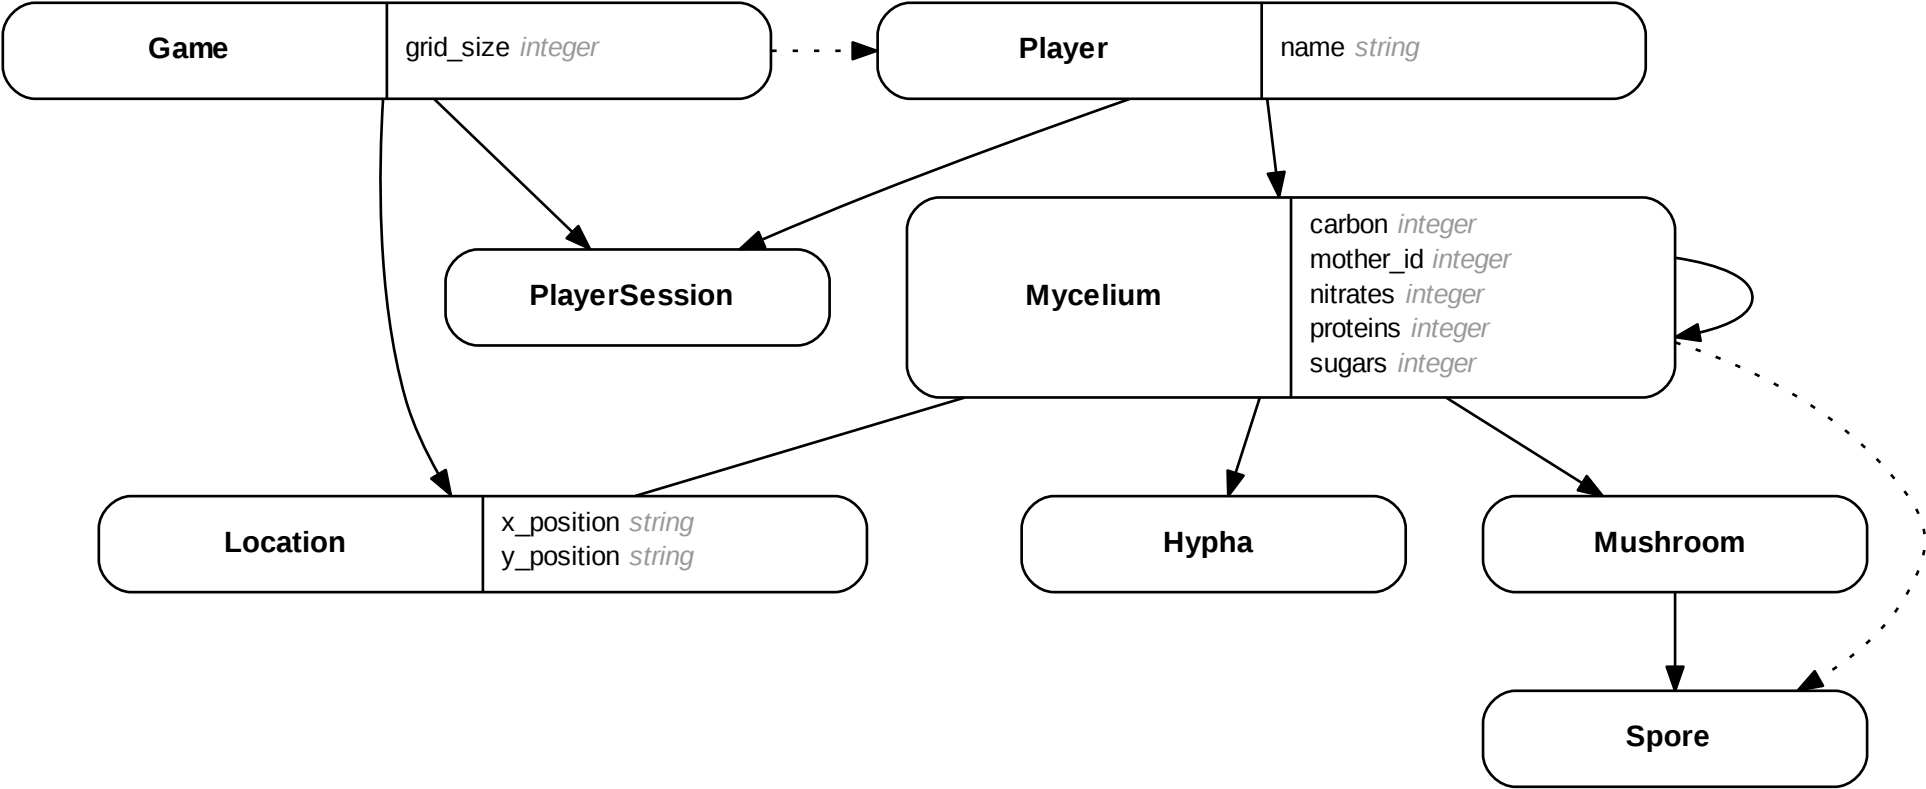 Game
grid_size integer
Player
name string
PlayerSession
Mycelium
carbon integer
mother_id integer
nitrates integer
proteins integer
sugars integer
Location
x_position string
y_position string
Hypha
Mushroom
Spore